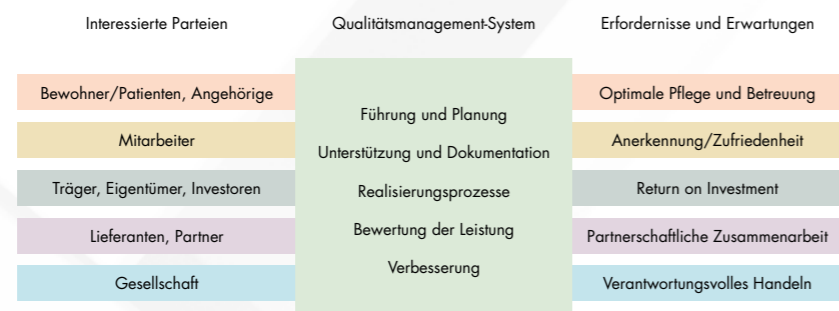 Interessierte Parteien
Qualitätsmanagement-System
Erfordernisse und Erwartungen
Bewohner/Patienten, Angehörige
Mitarbeiter
Träger, Eigentümer, Investoren
Lieferanten, Partner
Gesellschaft
Führung und Planung
Unterstützung und Dokumentation
Realisierungsprozesse
Bewertung der Leistung
Verbesserung
Optimale Pflege und Betreuung
Anerkennung/Zufriedenheit
Return on Investment
Partnerschaftliche Zusammenarbeit
Verantwortungsvolles Handeln